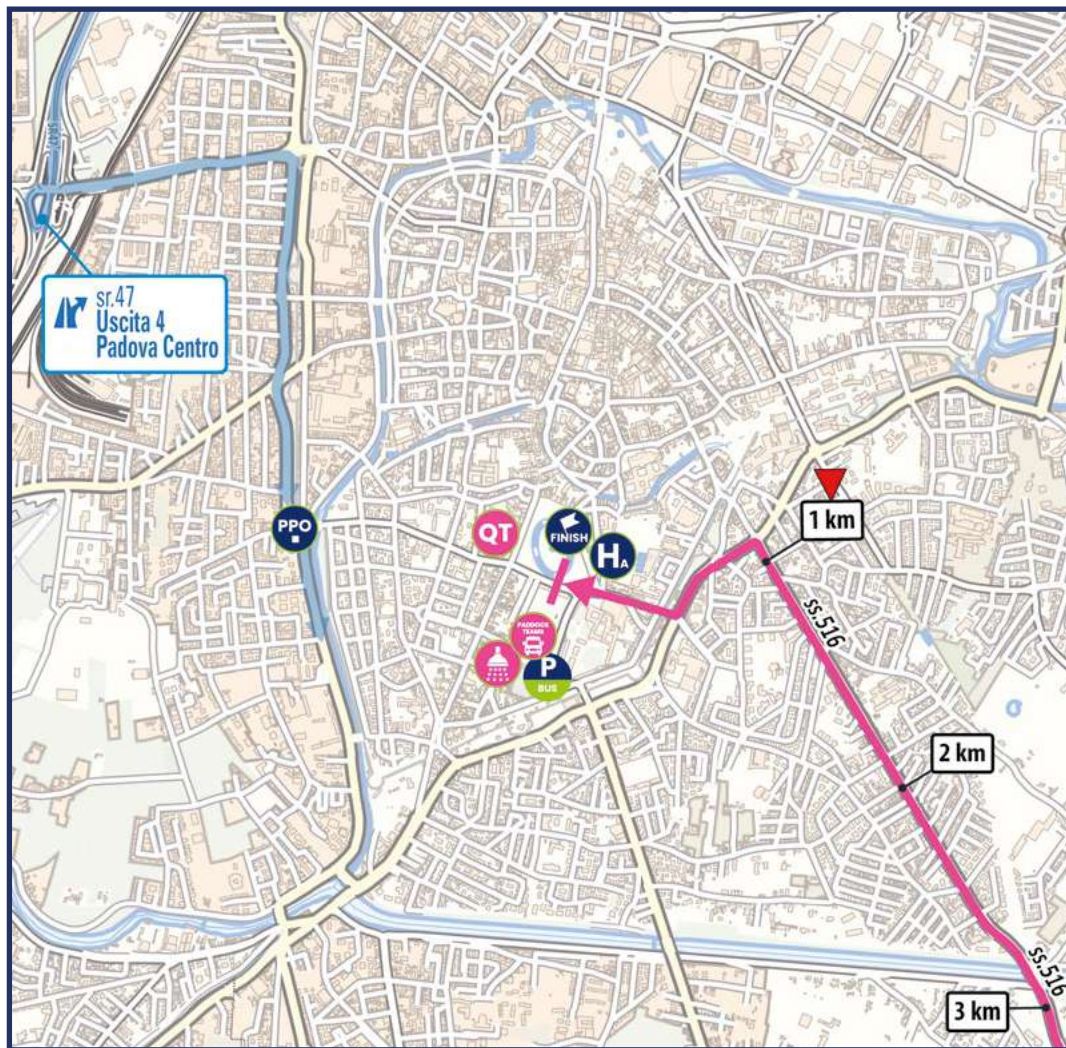 sr.47
Uscita 4
Padova Centro
PPO
QT
FINISH
HA
1 km
ss.516
PADDOCK
TEAMS
P
BUS
2 km
ss.516
3 km